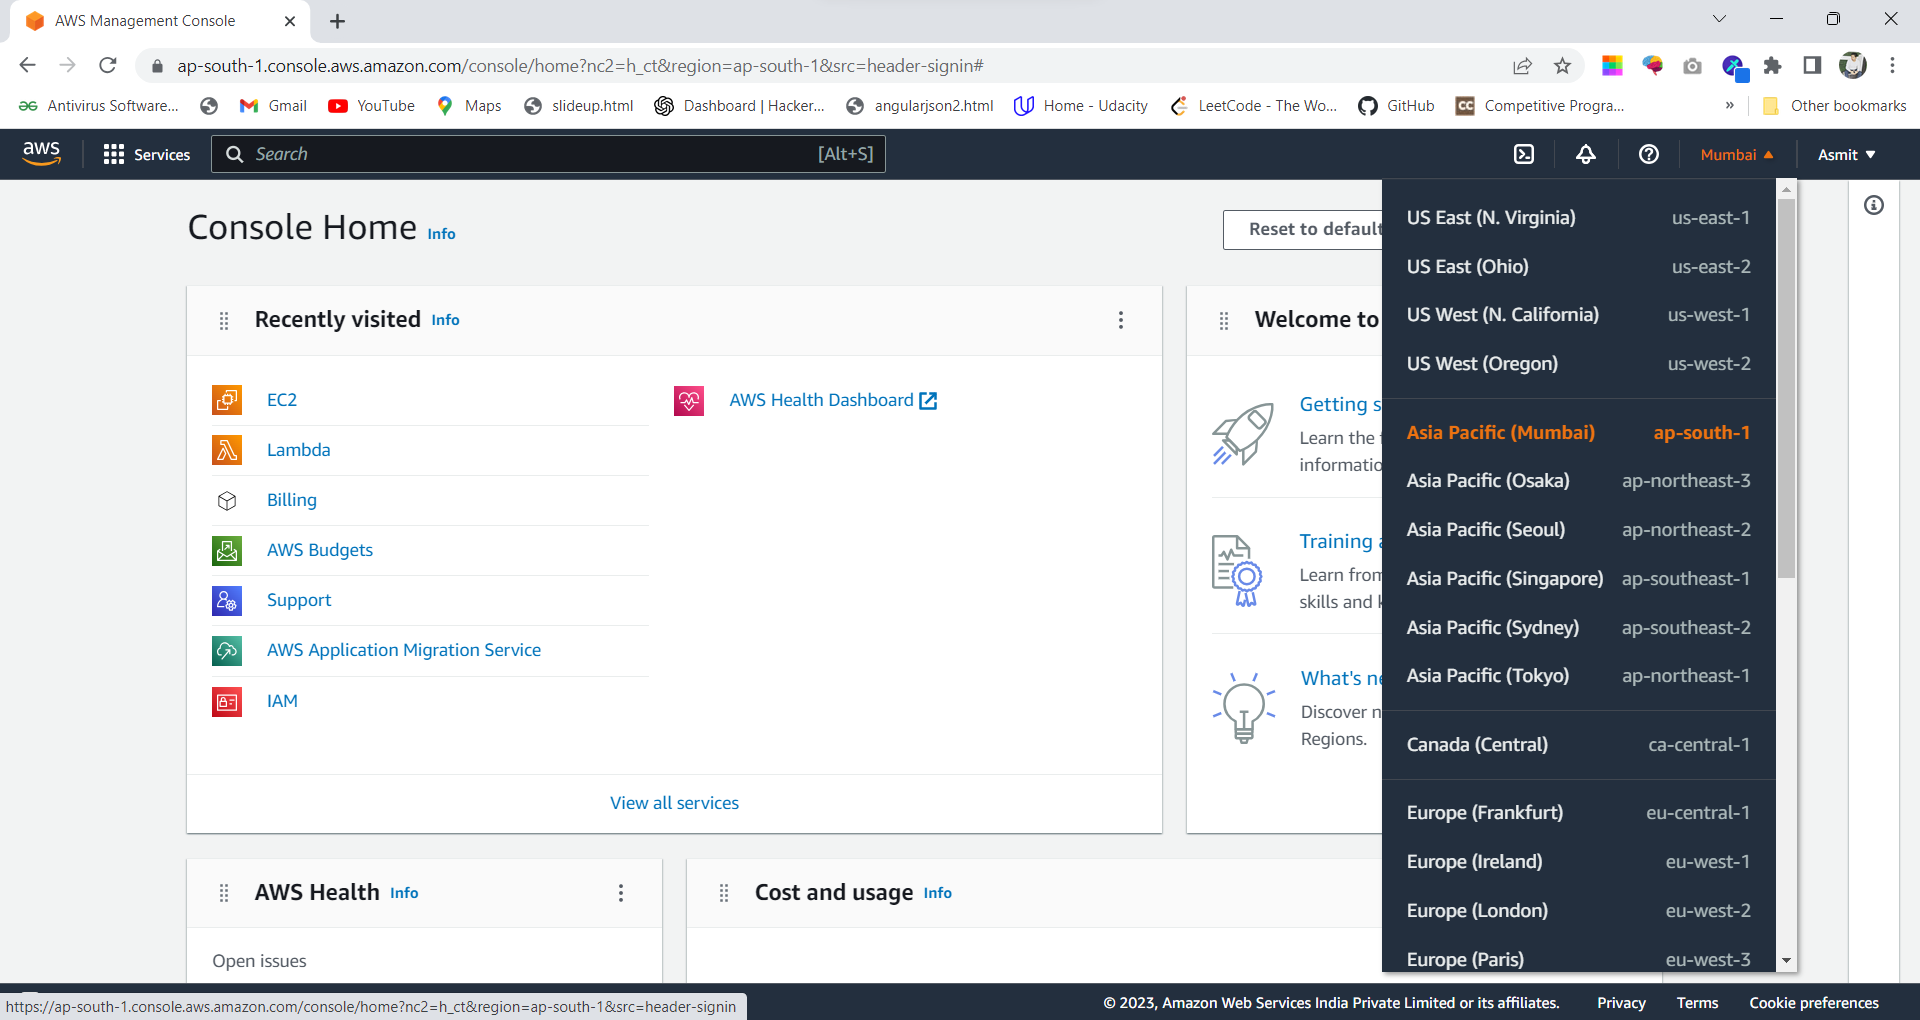 AWS Management Console
ap-south-1.console.aws.amazon.com/console/home?nc2=h_ct&region=ap-south-1&src=header-signin#
Antivirus Software... Gmail YouTube Maps slideup.html Dashboard | Hacker... angularjson2.html Home - Udacity LeetCode - The Wo... CC GitHub Competitive Progra... » Other bookmarks
aws Services Search [Alt+S] Mumbai Asmit
Console Home Info
Reset to default
Recently visited Info
EC2
Lambda
Billing
AWS Budgets
Support
AWS Application Migration Service
IAM
AWS Health Dashboard
View all services
Welcome to
Getting s
Learn the
informatio
Training
Learn from
skills and
What's ne
Discover n
Regions.
US East (N. Virginia) us-east-1
US East (Ohio) us-east-2
US West (N. California) us-west-1
US West (Oregon) us-west-2
Asia Pacific (Mumbai) ap-south-1
Asia Pacific (Osaka) ap-northeast-3
Asia Pacific (Seoul) ap-northeast-2
Asia Pacific (Singapore) ap-southeast-1
Asia Pacific (Sydney) ap-southeast-2
Asia Pacific (Tokyo) ap-northeast-1
Canada (Central) ca-central-1
Europe (Frankfurt) eu-central-1
Europe (Ireland) eu-west-1
Europe (London) eu-west-2
Europe (Paris) eu-west-3
AWS Health Info
Open issues
Cost and usage Info
https://ap-south-1.console.aws.amazon.com/console/home?nc2=h_ct&region=ap-south-1&src=header-signin
© 2023, Amazon Web Services India Private Limited or its affiliates. Privacy Terms Cookie preferences